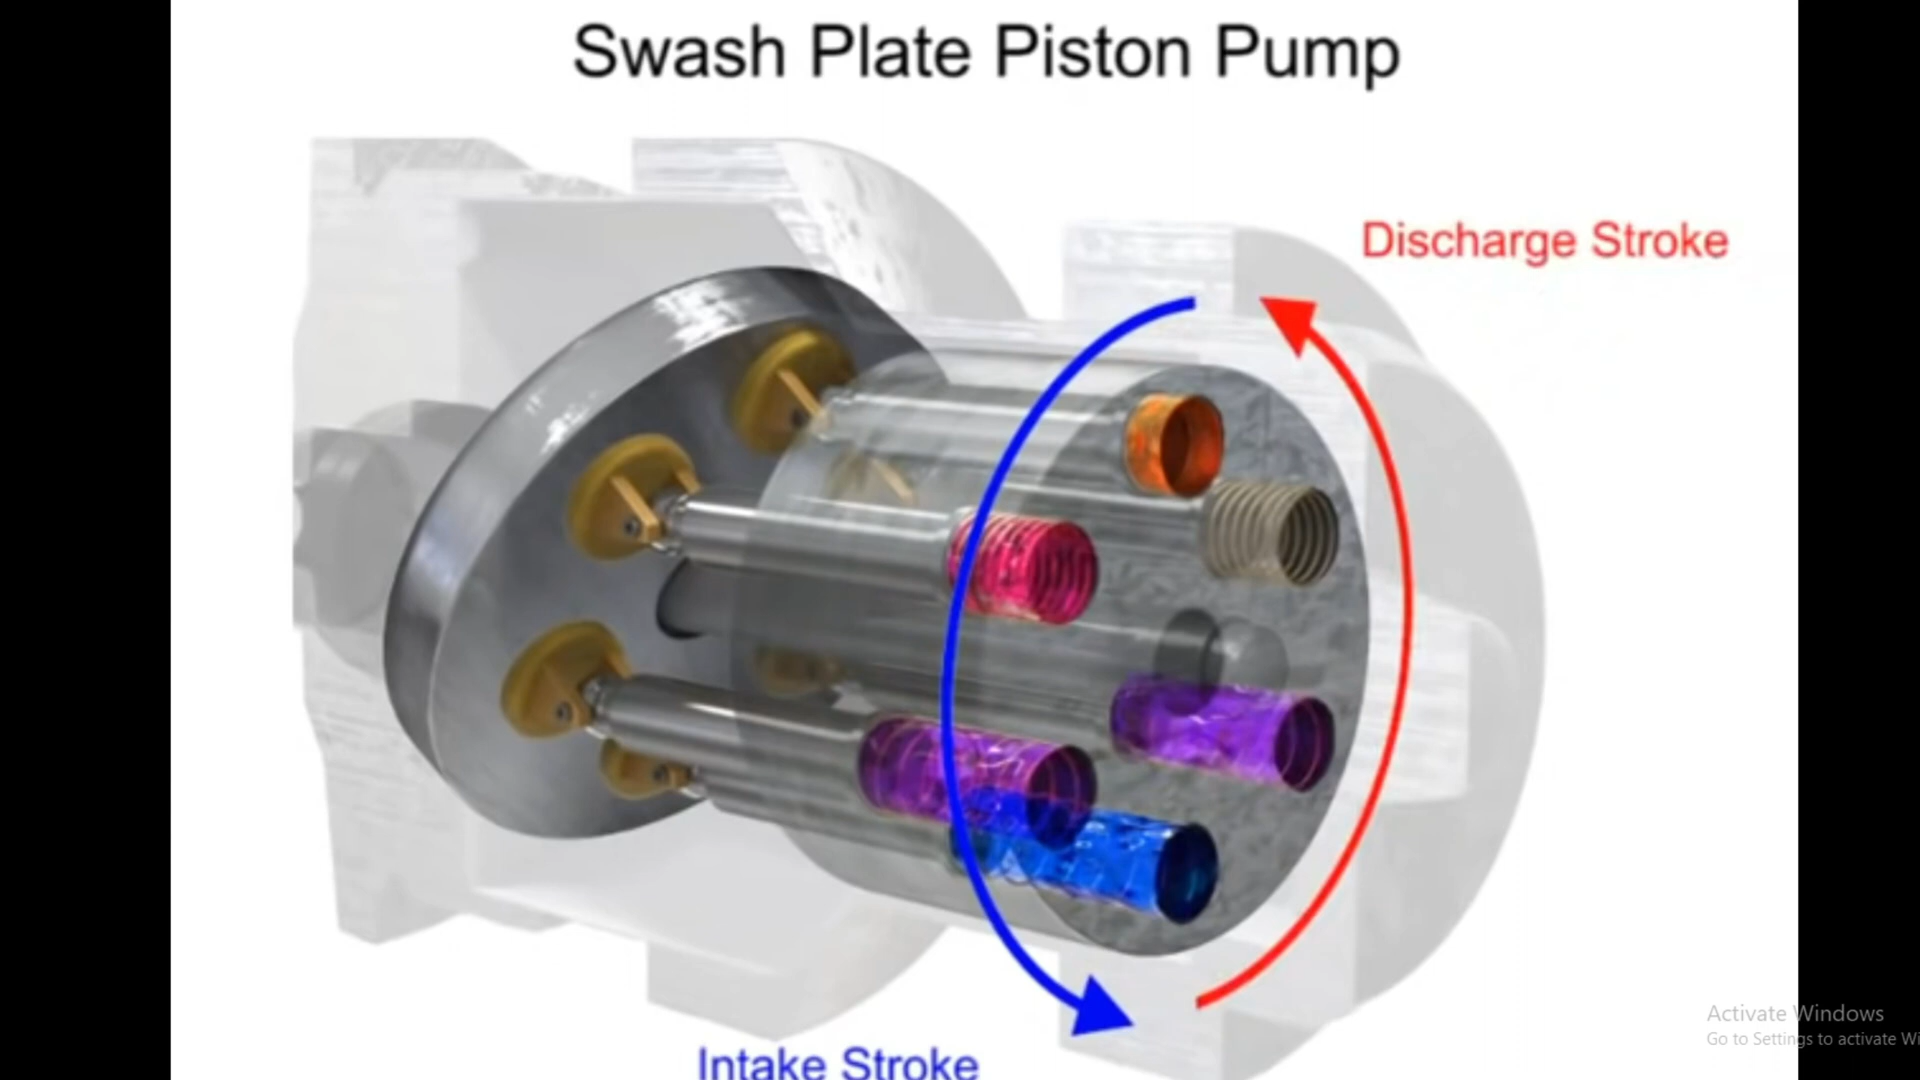 Swash Plate Piston Pump
Discharge Stroke
Intake Stroke
Activate Windows
Go to Settings to activate Wi